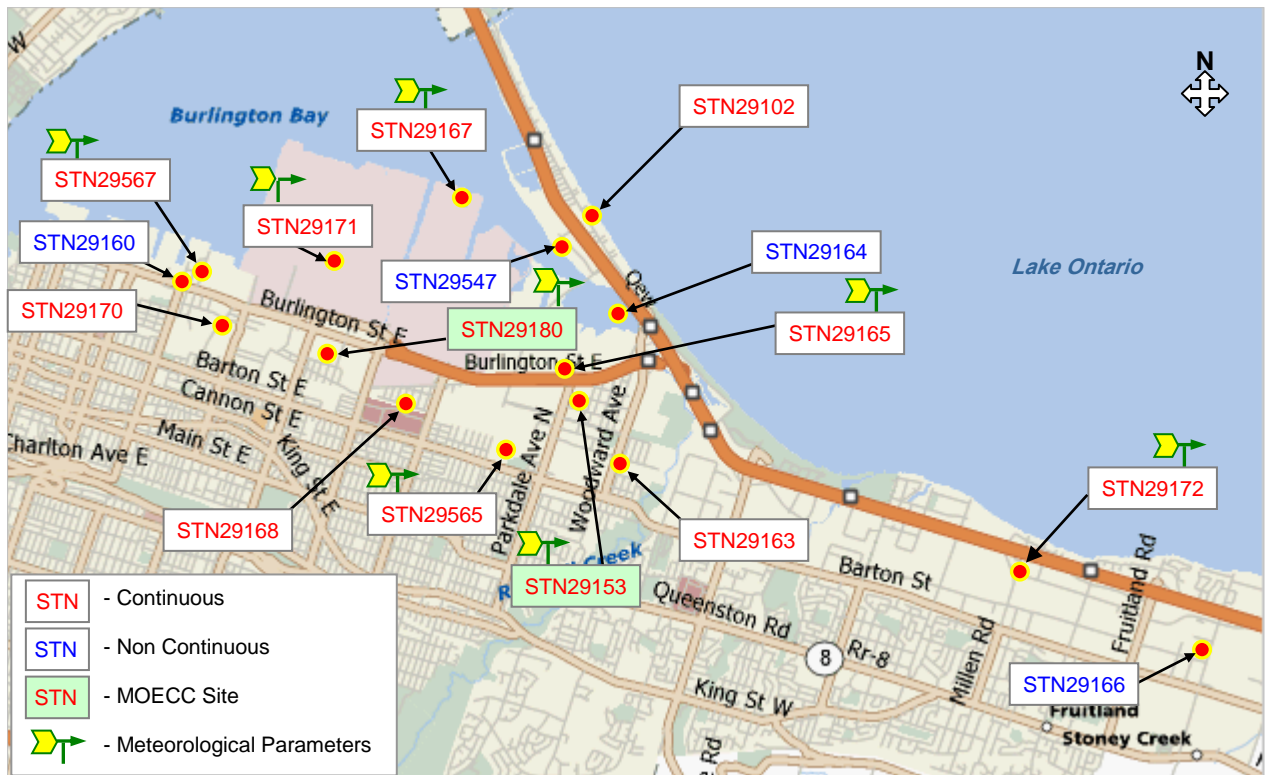 W
N
Burlington Bay
STN29167
STN29102
STN29567
STN29171
STN29160
STN29547
STN29164
Lake Ontario
Qew
STN29170
Burlington St E
STN29180
STN29165
Burlington St E
Barton St E
Cannon St E
Main St E
Charlton Ave E
King St E
Parkdale Ave N
Woodward Ave
STN29168
STN29565
STN29163
STN29172
STN29153
Creek
Barton St
Fruitland Rd
Queenston Rd
8
Rr-8
Millen Rd
King St W
STN29166
Fruitland
Stoney Creek
Rd
STN - Continuous
STN - Non Continuous
STN - MOECC Site
- Meteorological Parameters